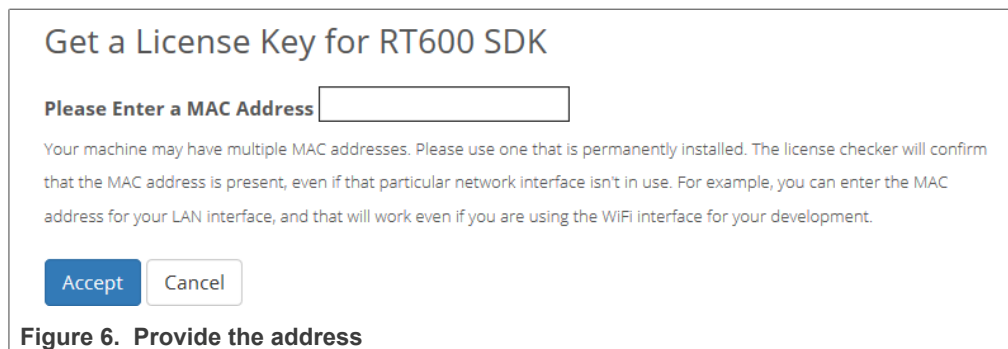 Get a License Key for RT600 SDK
Please Enter a MAC Address
Your machine may have multiple MAC addresses. Please use one that is permanently installed. The license checker will confirm
that the MAC address is present, even if that particular network interface isn't in use. For example, you can enter the MAC
address for your LAN interface, and that will work even if you are using the WiFi interface for your development.
Accept Cancel
Figure 6. Provide the address